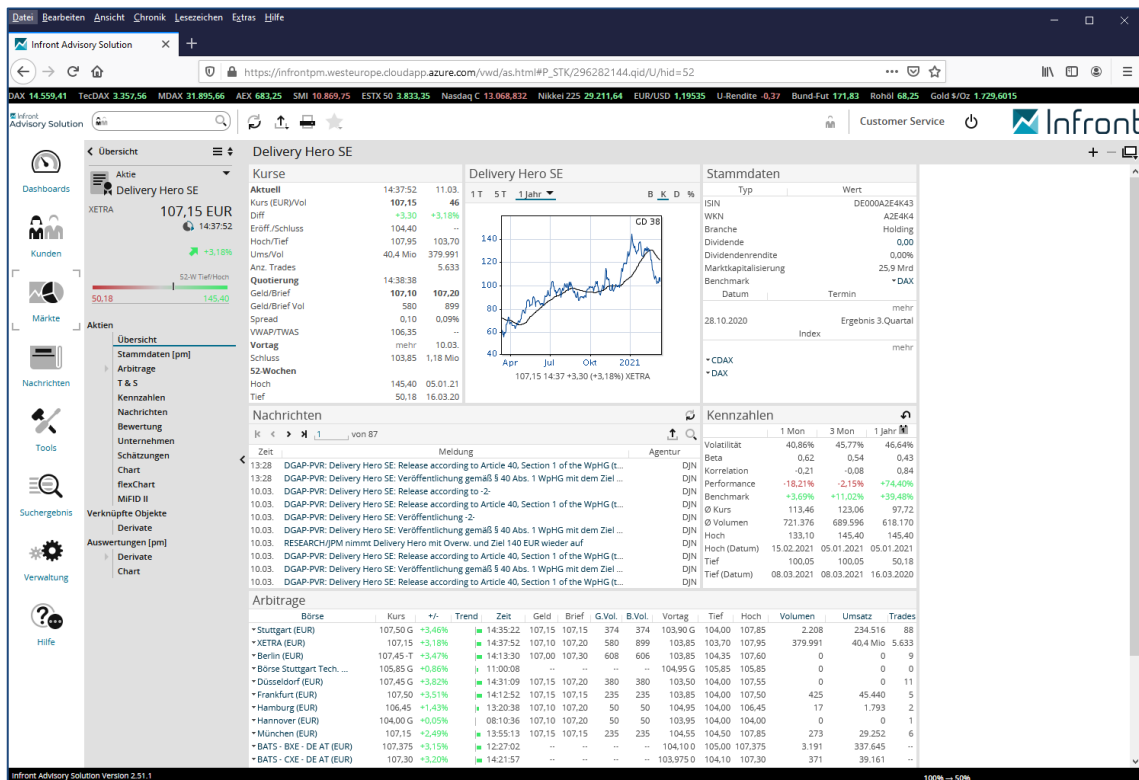 Datei Bearbeiten Ansicht Chronik Lesezeichen Extras Hilfe
Infront Advisory Solution
https://infrontpm.westeurope.cloudapp.azure.com/vwd/as.html#P_STK/296282144.qid/U/hid=52
DAX 14.559,41 TecDAX 3.357,56 MDAX 31.895,66 AEX 683,25 SMI 10.869,75 ESTX 50 3.833,35 Nasdaq C 13.068,832 Nikkei 225 29.211,64 EUR/USD 1,19535 U-Rendite -0,37 Bund-Fut 171,83 Rohöl 68,25 Gold $/Oz 1.729,6015
Infront
Advisory Solution
Customer Service
Infront
Dashboards
Kunden
Märkte
Nachrichten
Tools
Suchergebnis
Verwaltung
Hilfe
Übersicht
Aktie
Delivery Hero SE
XETRA 107,15 EUR
14:37:52
+3,18%
52-W Tief/Hoch
50,18 145,40
Aktien
Übersicht
Stammdaten [pm]
Arbitrage
T & S
Kennzahlen
Nachrichten
Bewertung
Unternehmen
Schätzungen
Chart
flexChart
MiFID II
Verknüpfte Objekte
Derivate
Auswertungen [pm]
Derivate
Chart
Delivery Hero SE
Kurse
Aktuell 14:37:52 11.03.
Kurs (EUR)/Vol 107,15 46
Diff +3,30 +3,18%
Eröff./Schluss 104,40 --
Hoch/Tief 107,95 103,70
Ums/Vol 40,4 Mio 379.991
Anz. Trades 5.633
Quotierung 14:38:38
Geld/Brief 107,10 107,20
Geld/Brief Vol 580 899
Spread 0,10 0,09%
VWAP/TWAS 106,35 --
Vortag mehr 10.03.
Schluss 103,85 1,18 Mio
52-Wochen
Hoch 145,40 05.01.21
Tief 50,18 16.03.20
Delivery Hero SE
1 T 5 T 1 Jahr B K D %
GD 38
140
120
100
80
60
40
Apr Jul Okt 2021
107,15 14:37 +3,30 (+3,18%) XETRA
Stammdaten
Typ Wert
ISIN DE000A2E4K43
WKN A2E4K4
Branche Holding
Dividende 0,00
Dividendenrendite 0,00%
Marktkapitalisierung 25,9 Mrd
Benchmark DAX
Datum Termin
mehr
28.10.2020 Ergebnis 3.Quartal
Index
mehr
CDAX
DAX
Nachrichten
1 von 87
Zeit Meldung Agentur
13:28 DGAP-PVR: Delivery Hero SE: Release according to Article 40, Section 1 of the WpHG (t... DJN
13:28 DGAP-PVR: Delivery Hero SE: Veröffentlichung gemäß § 40 Abs. 1 WpHG mit dem Ziel ... DJN
10.03. DGAP-PVR: Delivery Hero SE: Release according to -2- DJN
10.03. DGAP-PVR: Delivery Hero SE: Release according to Article 40, Section 1 of the WpHG (t... DJN
10.03. DGAP-PVR: Delivery Hero SE: Veröffentlichung -2- DJN
10.03. DGAP-PVR: Delivery Hero SE: Veröffentlichung gemäß § 40 Abs. 1 WpHG mit dem Ziel ... DJN
10.03. RESEARCH/JPM nimmt Delivery Hero mit Overw. und Ziel 140 EUR wieder auf DJN
10.03. DGAP-PVR: Delivery Hero SE: Release according to Article 40, Section 1 of the WpHG (t... DJN
10.03. DGAP-PVR: Delivery Hero SE: Veröffentlichung gemäß § 40 Abs. 1 WpHG mit dem Ziel ... DJN
10.03. DGAP-PVR: Delivery Hero SE: Release according to Article 40, Section 1 of the WpHG (t... DJN
Kennzahlen
1 Mon 3 Mon 1 Jahr
Volatilität 40,86% 45,77% 46,64%
Beta 0,62 0,54 0,43
Korrelation -0,21 -0,08 0,84
Performance -18,21% -2,15% +74,40%
Benchmark +3,69% +11,02% +39,48%
Ø Kurs 113,46 123,06 97,72
Ø Volumen 721.376 689.596 618.170
Hoch 133,10 145,40 145,40
Hoch (Datum) 15.02.2021 05.01.2021 05.01.2021
Tief 100,05 100,05 50,18
Tief (Datum) 08.03.2021 08.03.2021 16.03.2020
Arbitrage
Börse Kurs +/- Trend Zeit Geld Brief G.Vol. B.Vol. Vortag Tief Hoch Volumen Umsatz Trades
Stuttgart (EUR) 107,50 G +3,46% 14:35:22 107,15 107,15 374 374 103,90 G 104,00 107,85 2.208 234.516 88
XETRA (EUR) 107,15 +3,18% 14:37:52 107,10 107,20 580 899 103,85 103,70 107,95 379.991 40,4 Mio 5.633
Berlin (EUR) 107,45 -T +3,47% 14:13:30 107,00 107,30 608 606 103,85 104,35 107,60 0 0 9
Börse Stuttgart Tech. ... 105,85 G +0,86% 11:00:08 -- -- -- -- 104,95 G 105,85 105,85 0 0 0
Düsseldorf (EUR) 107,45 G +3,82% 14:31:09 107,15 107,20 380 380 103,50 104,00 107,55 0 0 11
Frankfurt (EUR) 107,50 +3,51% 14:12:52 107,15 107,15 235 235 103,85 104,00 107,50 425 45.440 5
Hamburg (EUR) 106,45 +1,43% 13:20:38 107,10 107,20 50 50 104,95 104,00 106,45 17 1.793 2
Hannover (EUR) 104,00 G +0,05% 08:10:36 107,10 107,20 50 50 103,95 104,00 104,00 0 0 1
München (EUR) 107,15 +2,49% 13:55:13 107,15 107,15 235 235 104,55 104,50 107,85 273 29.252 6
BATS - BXE - DE AT (EUR) 107,375 +3,15% 12:27:02 -- -- -- -- 104,10 0 105,00 107,375 3.191 337.645 --
BATS - CXE - DE AT (EUR) 107,30 +3,20% 14:21:57 -- -- -- -- 103,975 0 104,10 107,30 371 39.161 --
Infront Advisory Solution Version 2.51.1 100% → 50%